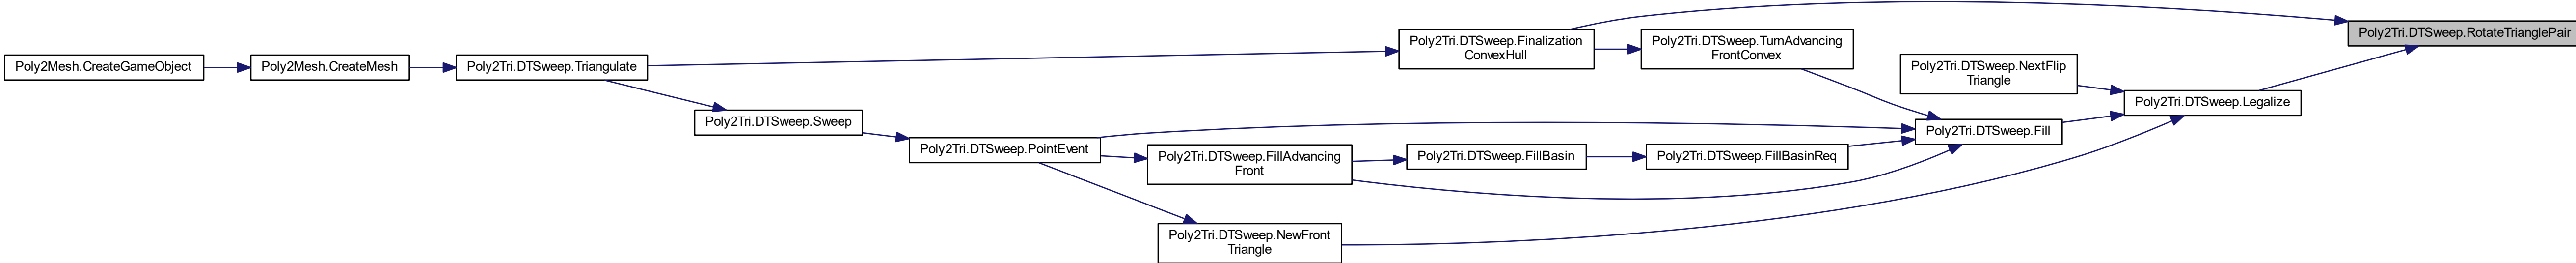 Poly2Mesh.CreateGameObject
Poly2Mesh.CreateMesh
Poly2Tri.DTSweep.Triangulate
Poly2Tri.DTSweep.Sweep
Poly2Tri.DTSweep.PointEvent
Poly2Tri.DTSweep.FillAdvancing
Front
Poly2Tri.DTSweep.NewFront
Triangle
Poly2Tri.DTSweep.Finalization
ConvexHull
Poly2Tri.DTSweep.FillBasin
Poly2Tri.DTSweep.TurnAdvancing
FrontConvex
Poly2Tri.DTSweep.FillBasinReq
Poly2Tri.DTSweep.NextFlip
Triangle
Poly2Tri.DTSweep.Fill
Poly2Tri.DTSweep.Legalize
Poly2Tri.DTSweep.RotateTrianglePair